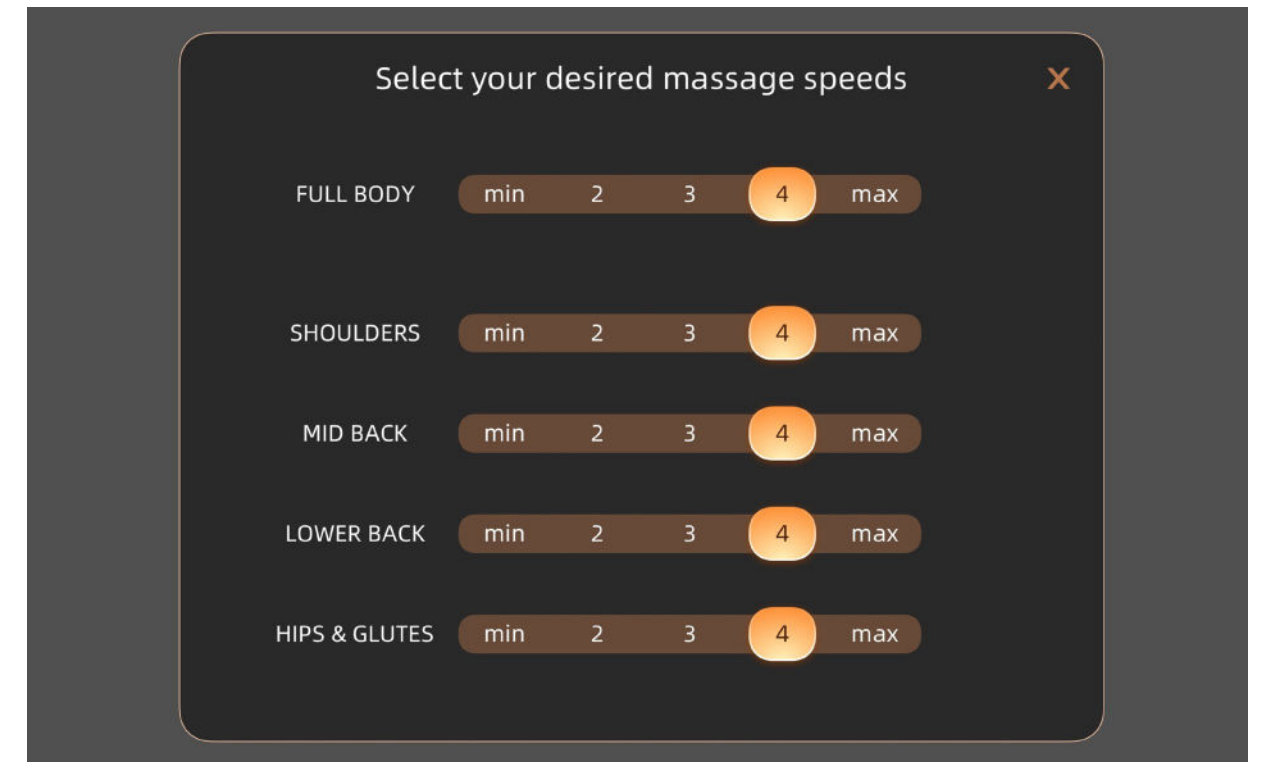 Select your desired massage speeds X
FULL BODY min 2 3 4 max
SHOULDERS min 2 3 4 max
MID BACK min 2 3 4 max
LOWER BACK min 2 3 4 max
HIPS & GLUTES min 2 3 4 max